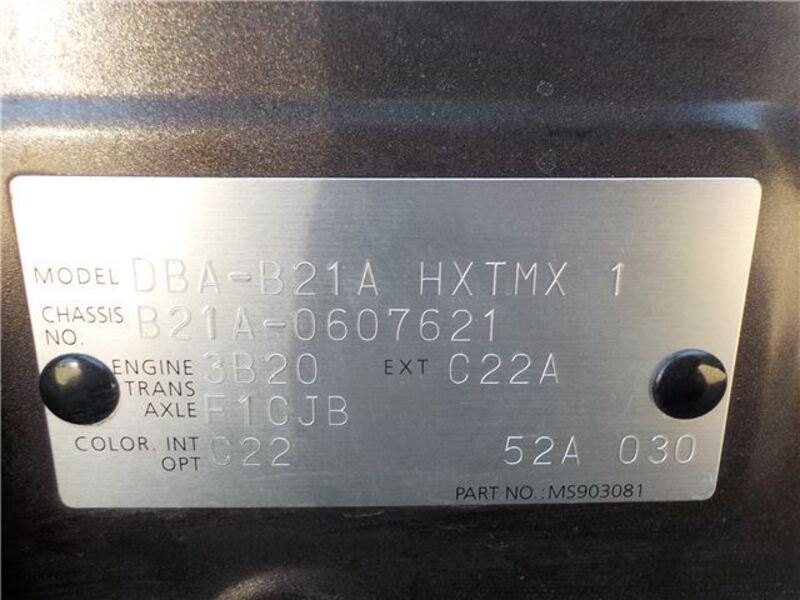 MODEL DBA-B21A HXTMX 1
CHASSIS NO. B21A-0607621
ENGINE 3B20 EXT C22A
TRANS AXLE F1CJB
COLOR. INT OPT C22 52A 030
PART NO.:MS903081